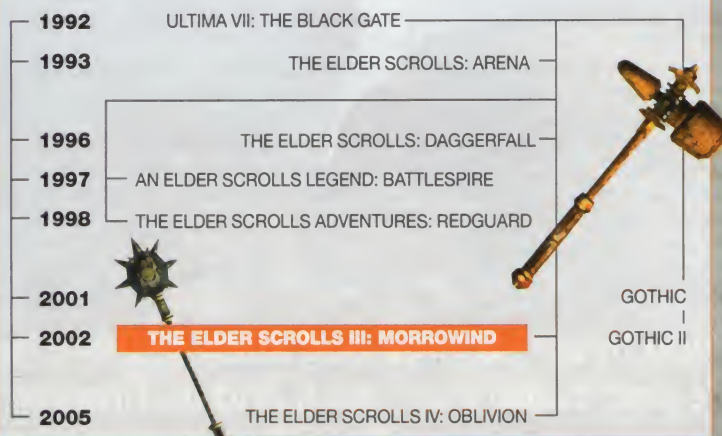 1992 ULTIMA VII: THE BLACK GATE
1993 THE ELDER SCROLLS: ARENA
1996 THE ELDER SCROLLS: DAGGERFALL
1997 AN ELDER SCROLLS LEGEND: BATTLESPIRE
1998 THE ELDER SCROLLS ADVENTURES: REDGUARD
2001 GOTHIC
2002 THE ELDER SCROLLS III: MORROWIND GOTHIC II
2005 THE ELDER SCROLLS IV: OBLIVION